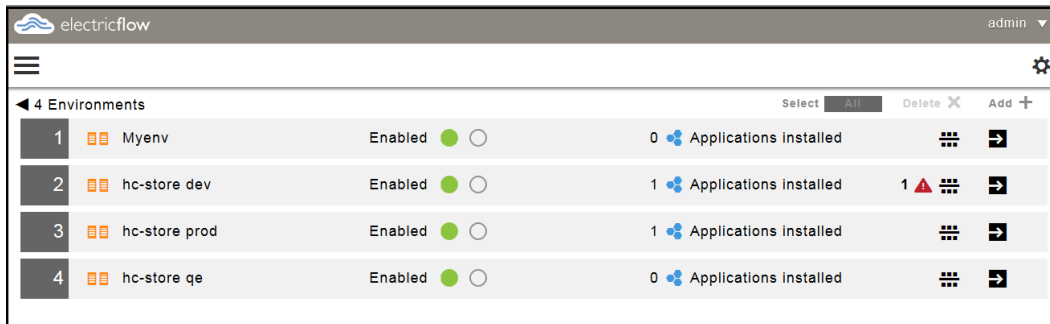 electricflow admin
4 Environments Select All Delete Add
1 Myenv Enabled 0 Applications installed
2 hc-store dev Enabled 1 Applications installed 1
3 hc-store prod Enabled 1 Applications installed
4 hc-store qe Enabled 0 Applications installed